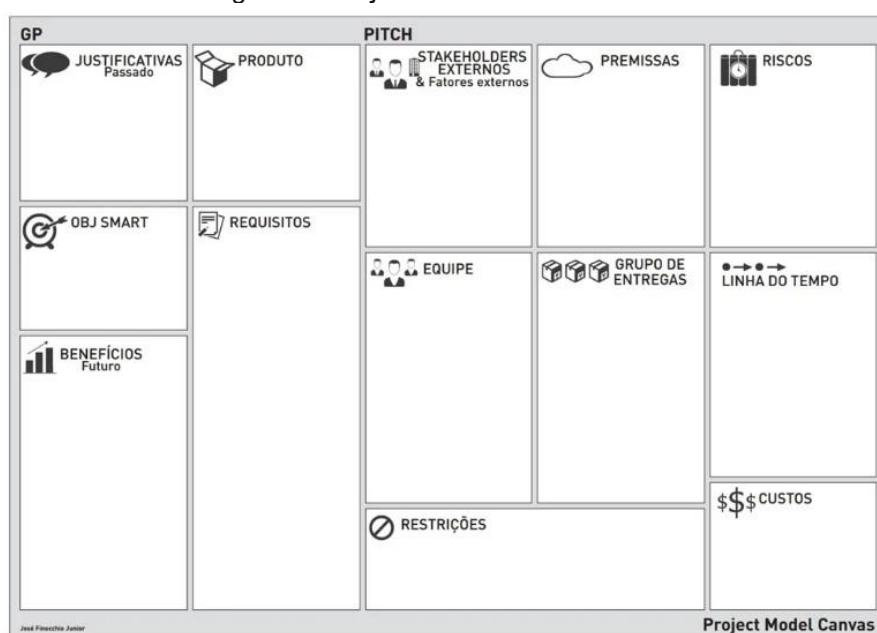 GP
PITCH
JUSTIFICATIVAS
Passado
PRODUTO
STAKEHOLDERS
EXTERNOS
& Fatores externos
PREMISSAS
RISCOS
OBJ SMART
REQUISITOS
EQUIPE
GRUPO DE
ENTREGAS
LINHA DO TEMPO
BENEFÍCIOS
Futuro
$$$ CUSTOS
RESTRIÇÕES
José Finocchio Junior
Project Model Canvas